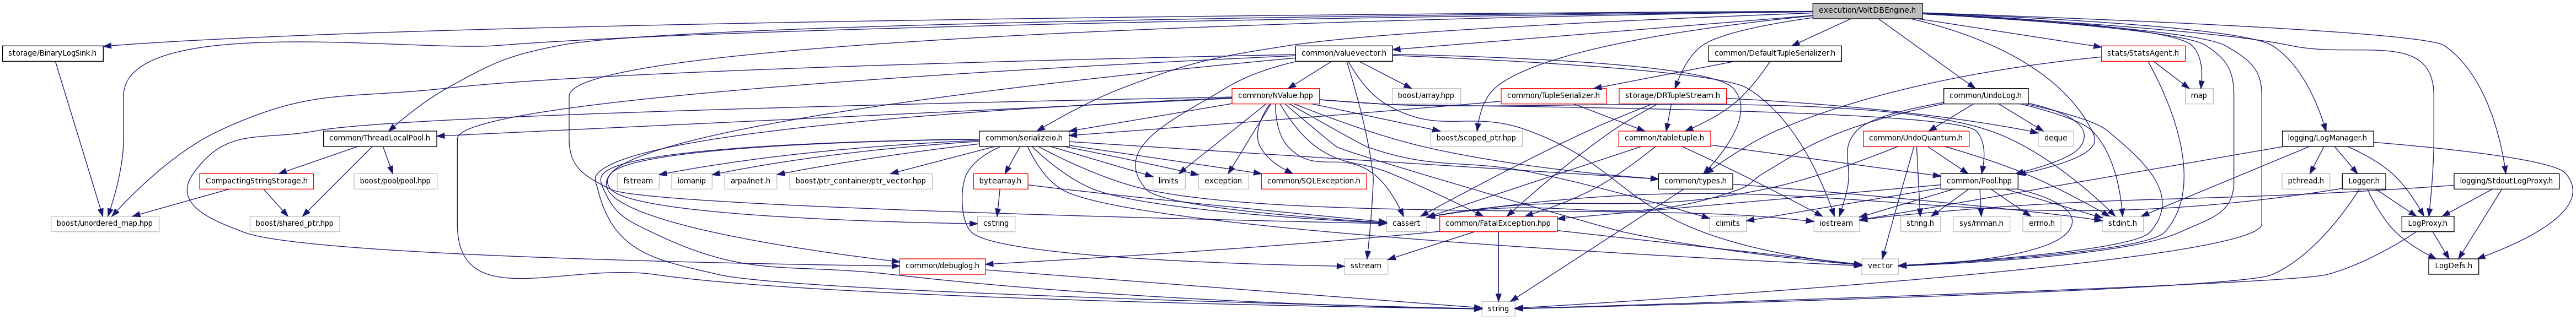 execution/VoltDBEngine.h
storage/BinaryLogSink.h
common/valuevector.h
common/DefaultTupleSerializer.h
stats/StatsAgent.h
common/NValue.hpp
boost/array.hpp
common/TupleSerializer.h
storage/DRTupleStream.h
common/UndoLog.h
map
common/ThreadLocalPool.h
common/serializeio.h
boost/scoped_ptr.hpp
common/tabletuple.h
common/UndoQuantum.h
deque
logging/LogManager.h
CompactingStringStorage.h
boost/pool/pool.hpp
fstream
iomanip
arpa/inet.h
boost/ptr_container/ptr_vector.hpp
bytearray.h
limits
exception
common/SQLException.h
common/types.h
common/Pool.hpp
pthread.h
Logger.h
logging/StdoutLogProxy.h
boost/unordered_map.hpp
boost/shared_ptr.hpp
cstring
cassert
common/FatalException.hpp
climits
iostream
string.h
sys/mman.h
errno.h
stdint.h
LogProxy.h
common/debuglog.h
sstream
vector
LogDefs.h
string